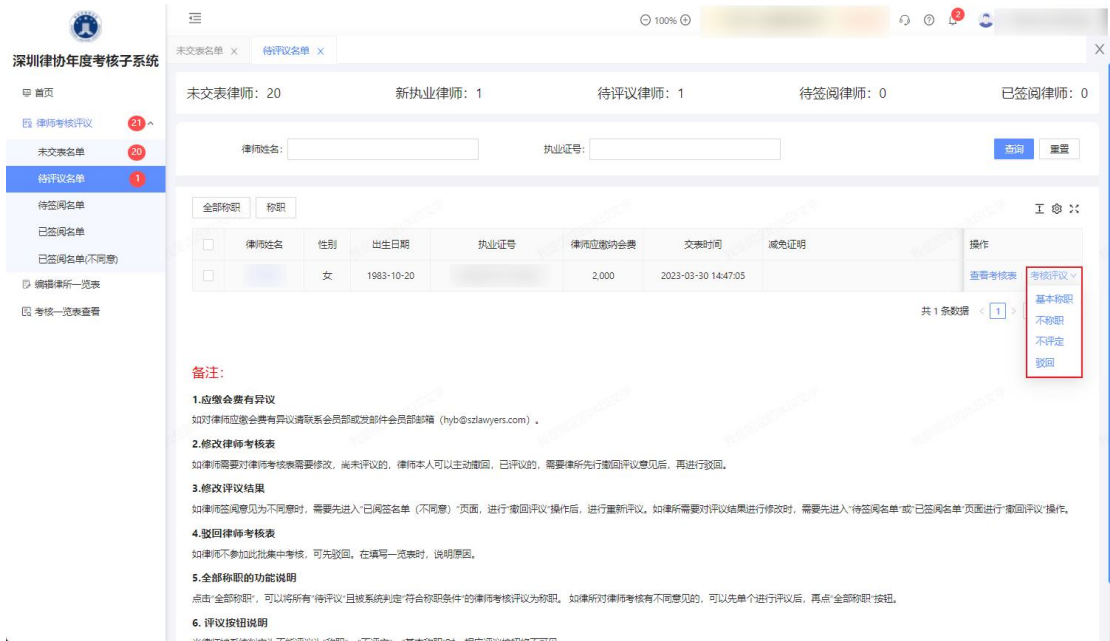 100%
2
深圳律协年度考核子系统
未交表名单 ×
待评议名单 ×
首页
律师考核评议 21
未交表名单 20
待评议名单 1
待签阅名单
已签阅名单
已签阅名单(不同意)
编辑律所一览表
考核一览表查看
未交表律师：20
新执业律师：1
待评议律师：1
待签阅律师：0
已签阅律师：0
律师姓名：
执业证号：
查询
重置
全部称职
称职
律师姓名 性别 出生日期 执业证号 律师应缴纳会费 交表时间 减免证明 操作
女 1983-10-20 2,000 2023-03-30 14:47:05 查看考核表 考核评议
基本称职
不称职
不评定
驳回
共 1 条数据 < 1 >
备注：
1.应缴会费有异议
如对律师应缴会费有异议请联系会员部或发邮件会员部邮箱（hyb@szlawyers.com）。
2.修改律师考核表
如律师需要对律师考核表需要修改，尚未评议的，律师本人可以主动撤回，已评议的，需要律所先行撤回评议意见后，再进行驳回。
3.修改评议结果
如律师签阅意见为不同意时，需要先进入“已阅签名单（不同意）”页面，进行“撤回评议”操作后，进行重新评议。如律所需要对评议结果进行修改时，需要先进入“待签阅名单”或“已签阅名单”页面进行“撤回评议”操作。
4.驳回律师考核表
如律师不参加此批集中考核，可先驳回。在填写一览表时，说明原因。
5.全部称职的功能说明
点击“全部称职”，可以将所有“待评议”且被系统判定“符合称职条件”的律师考核评议为称职。 如律所对律师考核有不同意见的，可以先单个进行评议后，再点“全部称职”按钮。
6. 评议按钮说明